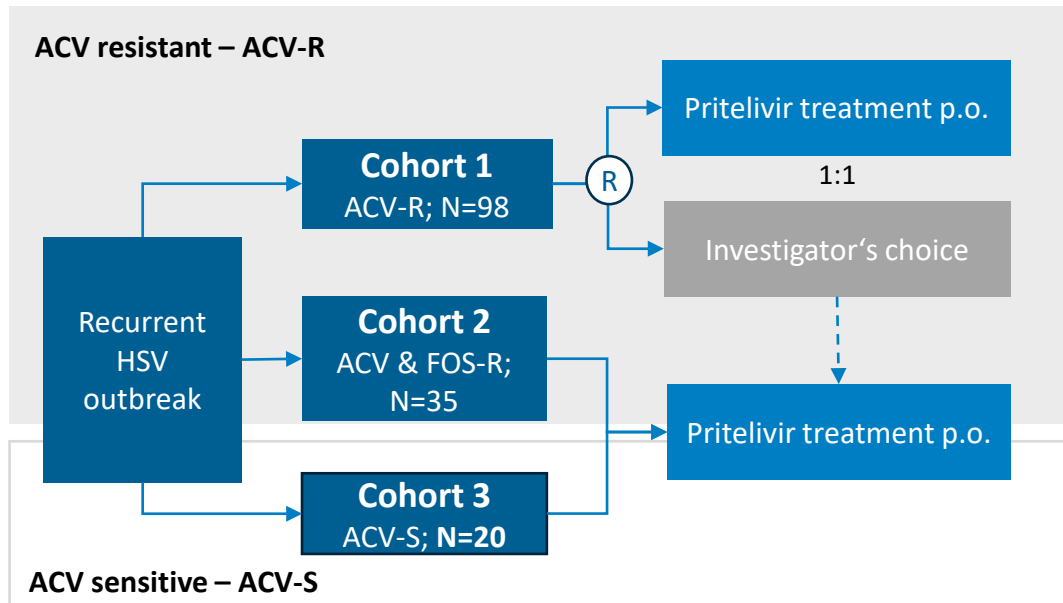 ACV resistant – ACV-R
Pritelivir treatment p.o.
Cohort 1
ACV-R; N=98
R
1:1
Investigator‘s choice
Recurrent
HSV
outbreak
Cohort 2
ACV & FOS-R;
N=35
Pritelivir treatment p.o.
Cohort 3
ACV-S; N=20
ACV sensitive – ACV-S